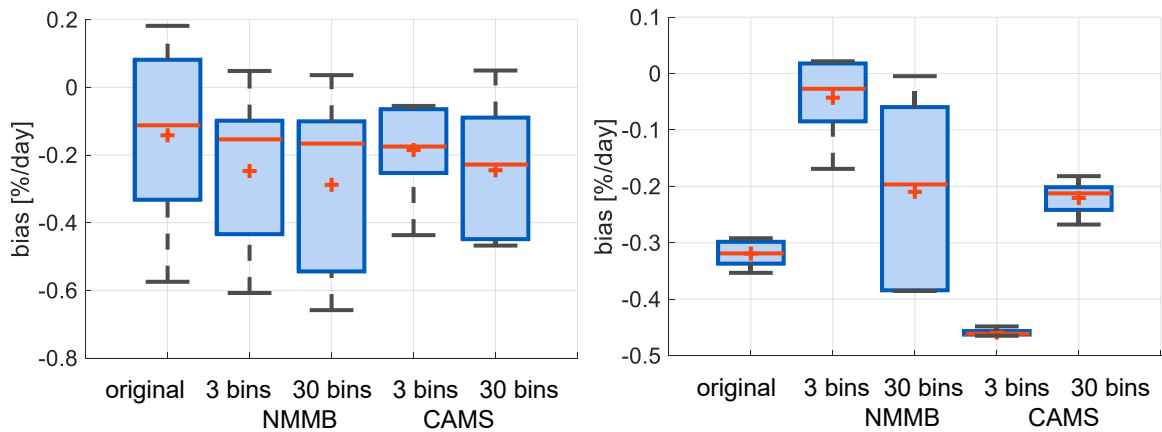 bias [%/day]
0.2
0
-0.2
-0.4
-0.6
-0.8
original 3 bins 30 bins 3 bins 30 bins
NMMB CAMS
bias [%/day]
0.1
0
-0.1
-0.2
-0.3
-0.4
-0.5
original 3 bins 30 bins 3 bins 30 bins
NMMB CAMS